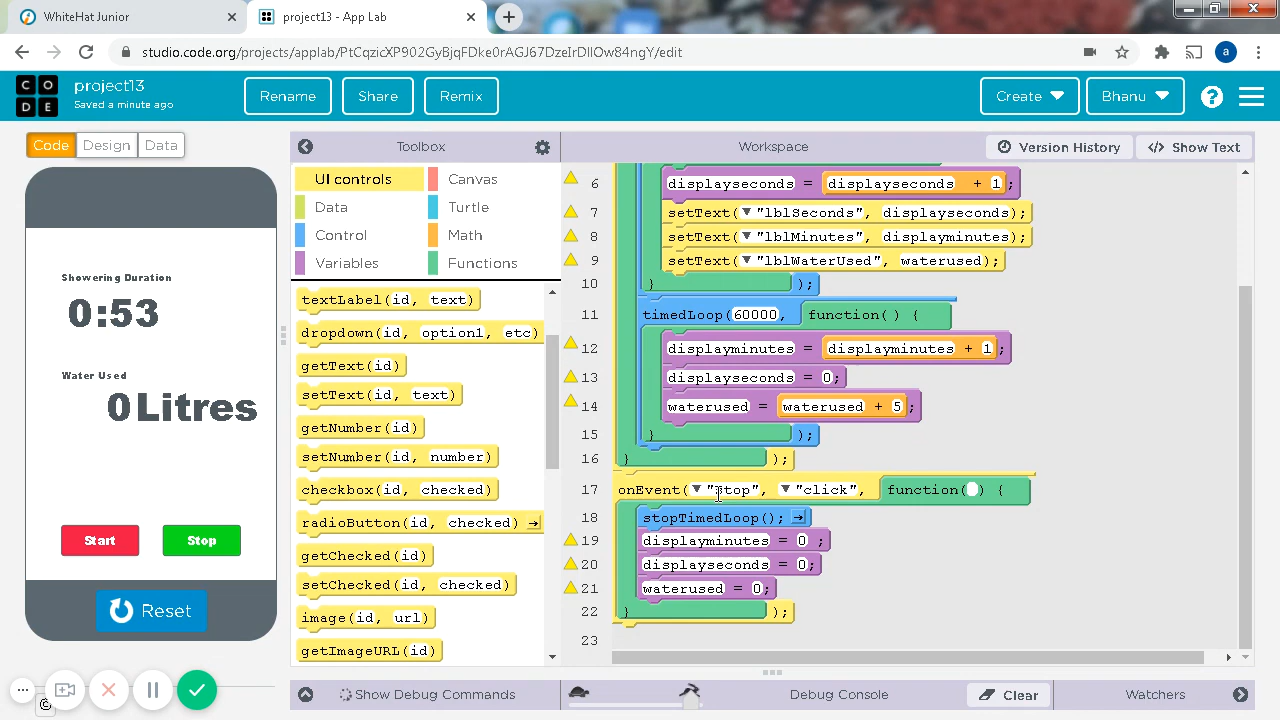 WhiteHat Junior
project13 - App Lab
studio.code.org/projects/applab/PtCqzicXP902GyBjqFDke0rAGJ67DzeIrDIlOw84ngY/edit
a
CODE
project13
Saved a minute ago
Rename
Share
Remix
Create
Bhanu
?
Code
Design
Data
Toolbox
Workspace
Version History
Show Text
Showering Duration
0:53
Water Used
0 Litres
Start
Stop
Reset
UI controls
Canvas
Data
Turtle
Control
Math
Variables
Functions
textLabel(id, text)
dropdown(id, option1, etc)
getText(id)
setText(id, text)
getNumber(id)
setNumber(id, number)
checkbox(id, checked)
radioButton(id, checked)
getChecked(id)
setChecked(id, checked)
image(id, url)
getImageURL(id)
6 displayseconds = displayseconds + 1;
7 setText("lblSeconds", displayseconds);
8 setText("lblMinutes", displayminutes);
9 setText("lblWaterUsed", waterused);
10 } );
11 timedLoop(60000, function( ) {
12 displayminutes = displayminutes + 1;
13 displayseconds = 0;
14 waterused = waterused + 5;
15 } );
16 } );
17 onEvent("Stop", "click", function( ) {
18 stopTimedLoop();
19 displayminutes = 0 ;
20 displayseconds = 0;
21 waterused = 0;
22 } );
23
©
Show Debug Commands
Debug Console
Clear
Watchers